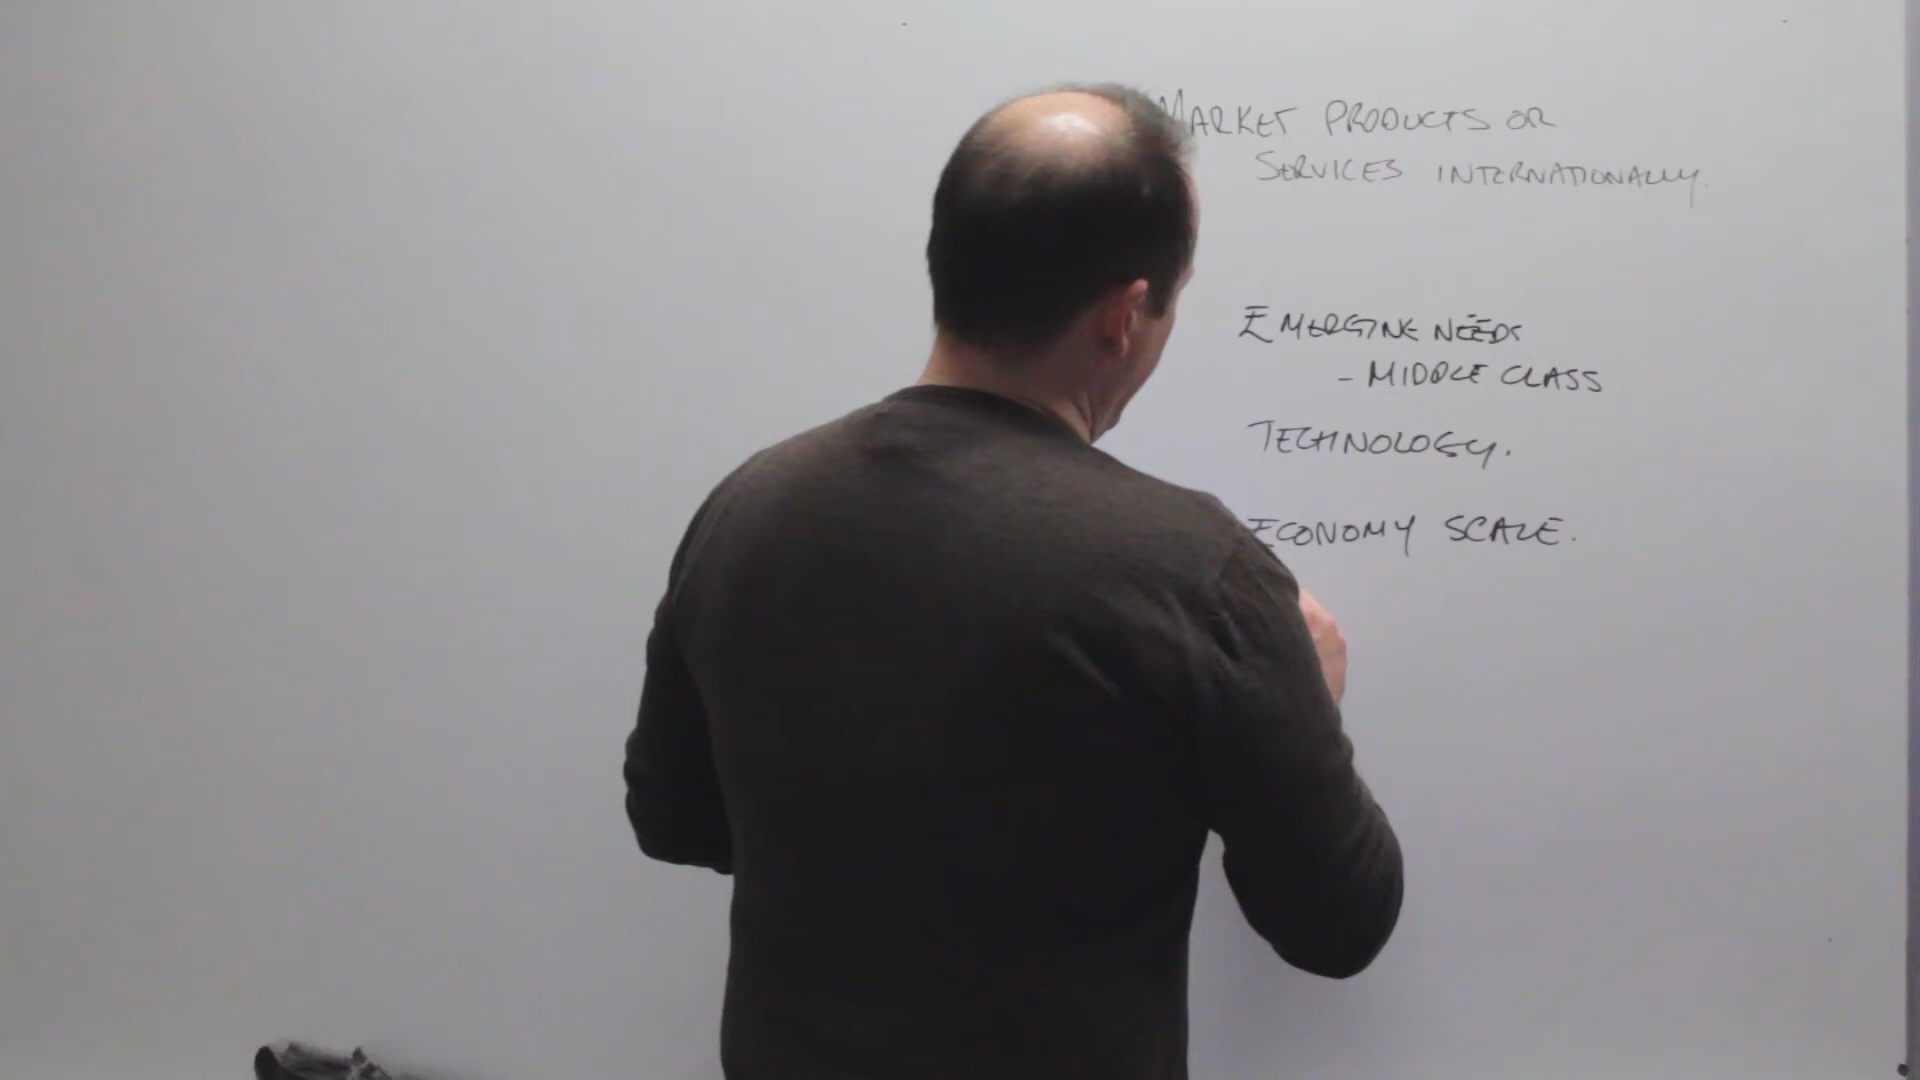 MARKET PRODUCTS OR
SERVICES INTERNATIONALLY.
EMERGING NEEDS
- MIDDLE CLASS
TECHNOLOGY.
ECONOMY SCALE.